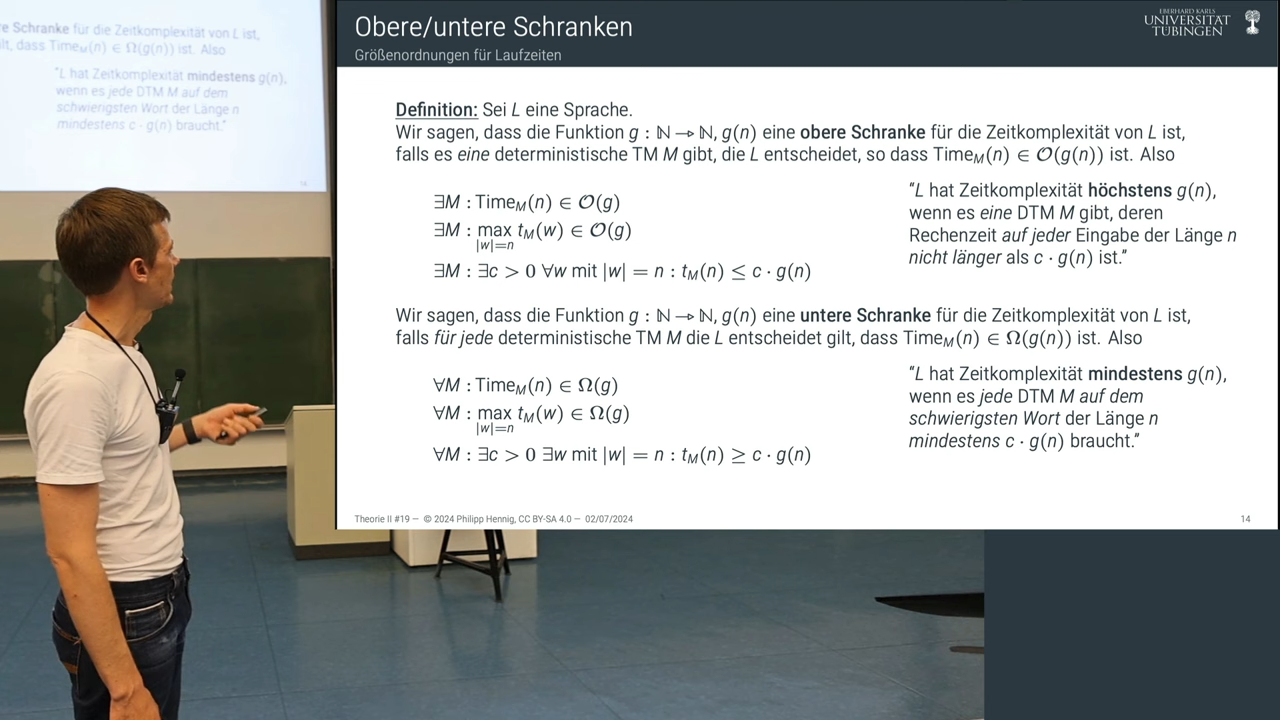 re Schranke für die Zeitkomplexität von L ist,
lt, dass Time_M(n) ∈ Ω(g(n)) ist. Also
"L hat Zeitkomplexität mindestens g(n),
wenn es jede DTM M auf dem
schwierigsten Wort der Länge n
mindestens c · g(n) braucht."
14
Obere/untere Schranken
Größenordnungen für Laufzeiten
EBERHARD KARLS
UNIVERSITÄT
TÜBINGEN
Definition: Sei L eine Sprache.
Wir sagen, dass die Funktion g : ℕ → ℕ, g(n) eine obere Schranke für die Zeitkomplexität von L ist,
falls es eine deterministische TM M gibt, die L entscheidet, so dass Time_M(n) ∈ O(g(n)) ist. Also
∃M : Time_M(n) ∈ O(g)
∃M : max_{|w|=n} t_M(w) ∈ O(g)
∃M : ∃c > 0 ∀w mit |w| = n : t_M(n) ≤ c · g(n)
"L hat Zeitkomplexität höchstens g(n),
wenn es eine DTM M gibt, deren
Rechenzeit auf jeder Eingabe der Länge n
nicht länger als c · g(n) ist."
Wir sagen, dass die Funktion g : ℕ → ℕ, g(n) eine untere Schranke für die Zeitkomplexität von L ist,
falls für jede deterministische TM M die L entscheidet gilt, dass Time_M(n) ∈ Ω(g(n)) ist. Also
∀M : Time_M(n) ∈ Ω(g)
∀M : max_{|w|=n} t_M(w) ∈ Ω(g)
∀M : ∃c > 0 ∃w mit |w| = n : t_M(n) ≥ c · g(n)
"L hat Zeitkomplexität mindestens g(n),
wenn es jede DTM M auf dem
schwierigsten Wort der Länge n
mindestens c · g(n) braucht."
Theorie II #19 — © 2024 Philipp Hennig, CC BY-SA 4.0 — 02/07/2024
14